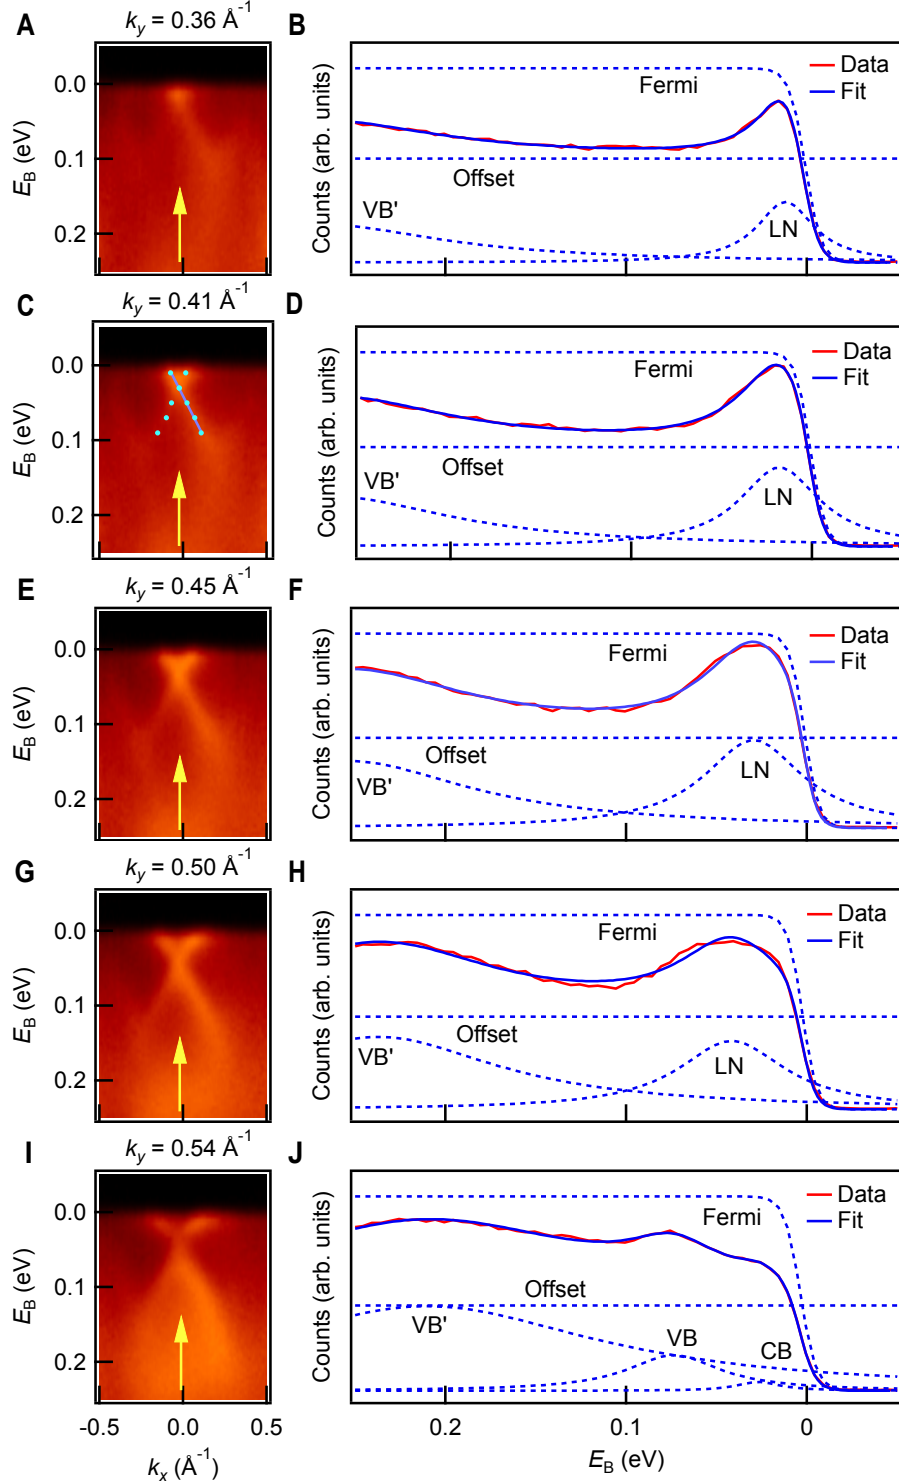 A
k_y = 0.36 Å⁻¹
B
0.0
0.1
0.2
E_B (eV)
Counts (arb. units)
Fermi
Data
Fit
Offset
VB'
LN
C
k_y = 0.41 Å⁻¹
D
0.0
0.1
0.2
E_B (eV)
Counts (arb. units)
Fermi
Data
Fit
Offset
VB'
LN
E
k_y = 0.45 Å⁻¹
F
0.0
0.1
0.2
E_B (eV)
Counts (arb. units)
Fermi
Data
Fit
Offset
VB'
LN
G
k_y = 0.50 Å⁻¹
H
0.0
0.1
0.2
E_B (eV)
Counts (arb. units)
Fermi
Data
Fit
Offset
VB'
LN
I
k_y = 0.54 Å⁻¹
J
0.0
0.1
0.2
E_B (eV)
Counts (arb. units)
Fermi
Data
Fit
Offset
VB'
VB
CB
-0.5 0.0 0.5
k_x (Å⁻¹)
0.2 0.1 0
E_B (eV)